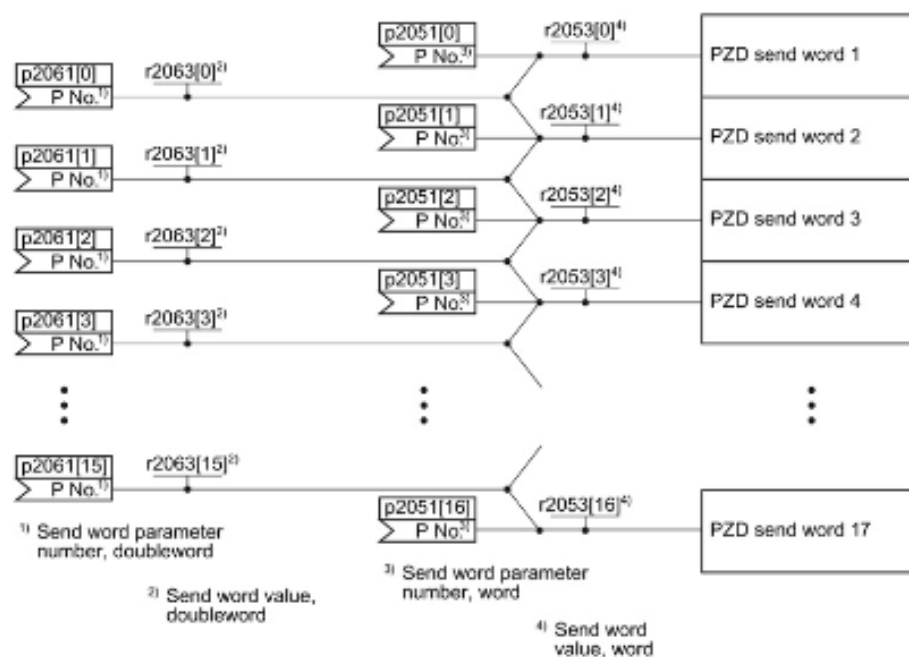 p2051[0]
P No.3)
r2053[0]4)
PZD send word 1
p2061[0]
P No.1)
r2063[0]2)
p2051[1]
P No.3)
r2053[1]4)
PZD send word 2
p2061[1]
P No.1)
r2063[1]2)
p2051[2]
P No.3)
r2053[2]4)
PZD send word 3
p2061[2]
P No.1)
r2063[2]2)
p2051[3]
P No.3)
r2053[3]4)
PZD send word 4
p2061[3]
P No.1)
r2063[3]2)
p2061[15]
P No.1)
r2063[15]2)
p2051[16]
P No.3)
r2053[16]4)
PZD send word 17
1) Send word parameter
number, doubleword
2) Send word value,
doubleword
3) Send word parameter
number, word
4) Send word
value, word